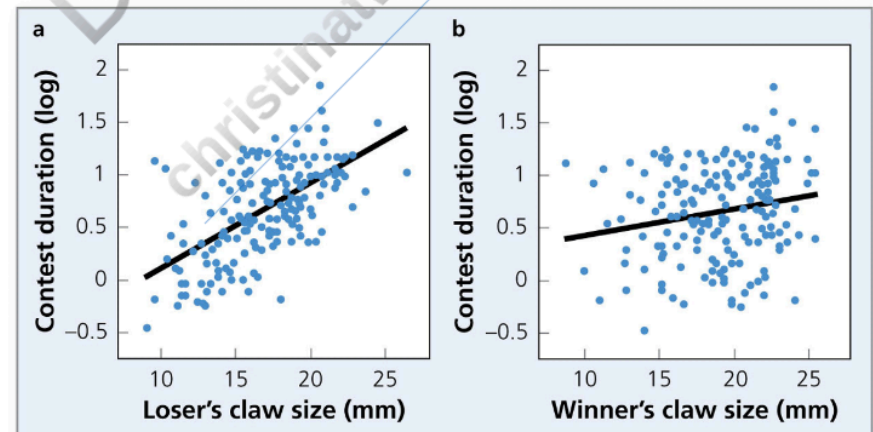 a
b
Contest duration (log)
2
1.5
1
0.5
0
–0.5
10 15 20 25
Loser's claw size (mm)
Contest duration (log)
2
1.5
1
0.5
0
–0.5
10 15 20 25
Winner's claw size (mm)
christina